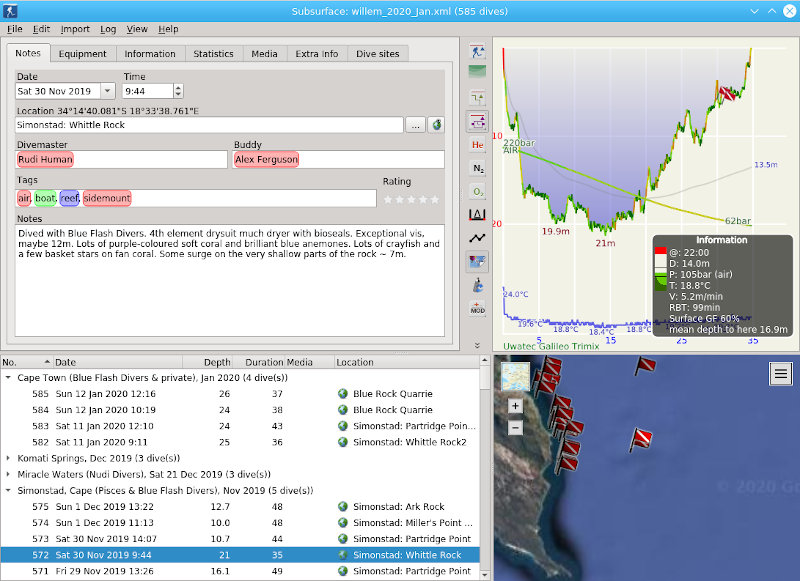 Subsurface: willem_2020_Jan.xml (585 dives)
File Edit Import Log View Help
Notes Equipment Information Statistics Media Extra Info Dive sites
Date Time
Sat 30 Nov 2019 9:44
Location 34°14'40.081"S 18°33'38.761"E
Simonstad: Whittle Rock ...
Divemaster Buddy
Rudi Human Alex Ferguson
Tags Rating
air, boat, reef, sidemount
Notes
Dived with Blue Flash Divers. 4th element drysuit much dryer with bioseals. Exceptional vis,
maybe 12m. Lots of purple-coloured soft coral and brilliant blue anemones. Lots of crayfish and
a few basket stars on fan coral. Some surge on the very shallow parts of the rock ~ 7m.
He
N₂
O₂
MOD
10
220bar
AIR
13.5m
20
62bar
19.9m
21m
Information
@: 22:00
D: 14.0m
P: 105bar (air)
T: 18.8°C
V: 5.2m/min
RBT: 99min
Surface GF 60%
mean depth to here 16.9m
24.0°C
19.6°C 18.8°C 18.4°C 18.8°C 18.8°C
5 15 25 35
Uwatec Galileo Trimix
No. Date Depth Duration Media Location
Cape Town (Blue Flash Divers & private), Jan 2020 (4 dive(s))
585 Sun 12 Jan 2020 12:16 26 37 Blue Rock Quarrie
584 Sun 12 Jan 2020 10:19 24 38 Blue Rock Quarrie
583 Sat 11 Jan 2020 12:10 24 43 Simonstad: Partridge Poin...
582 Sat 11 Jan 2020 9:11 25 36 Simonstad: Whittle Rock2
Komati Springs, Dec 2019 (3 dive(s))
Miracle Waters (Nudi Divers), Sat 21 Dec 2019 (3 dive(s))
Simonstad, Cape (Pisces & Blue Flash Divers), Nov 2019 (5 dive(s))
575 Sun 1 Dec 2019 13:22 12.7 48 Simonstad: Ark Rock
574 Sun 1 Dec 2019 11:13 10.0 48 Simonstad: Miller's Point ...
573 Sat 30 Nov 2019 14:07 10.7 44 Simonstad: Partridge Point
572 Sat 30 Nov 2019 9:44 21 35 Simonstad: Whittle Rock
571 Fri 29 Nov 2019 13:26 16.1 49 Simonstad: Partridge Point
+
−
© 2020